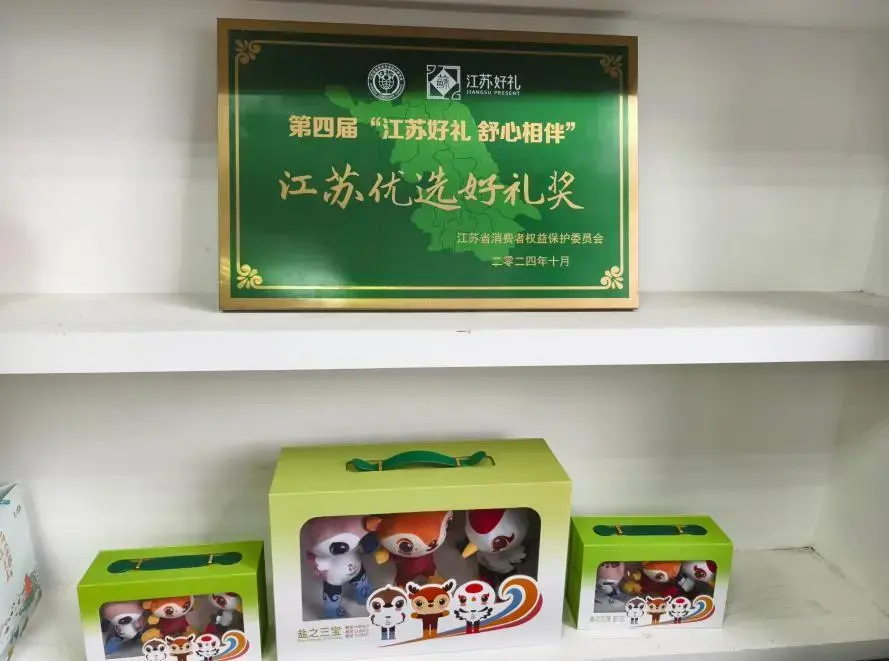 江苏好礼
JIANGSU PRESENT
第四届“江苏好礼 舒心相伴”
江苏优选好礼奖
江苏省消费者权益保护委员会
二零二四年十月
盐之三宝